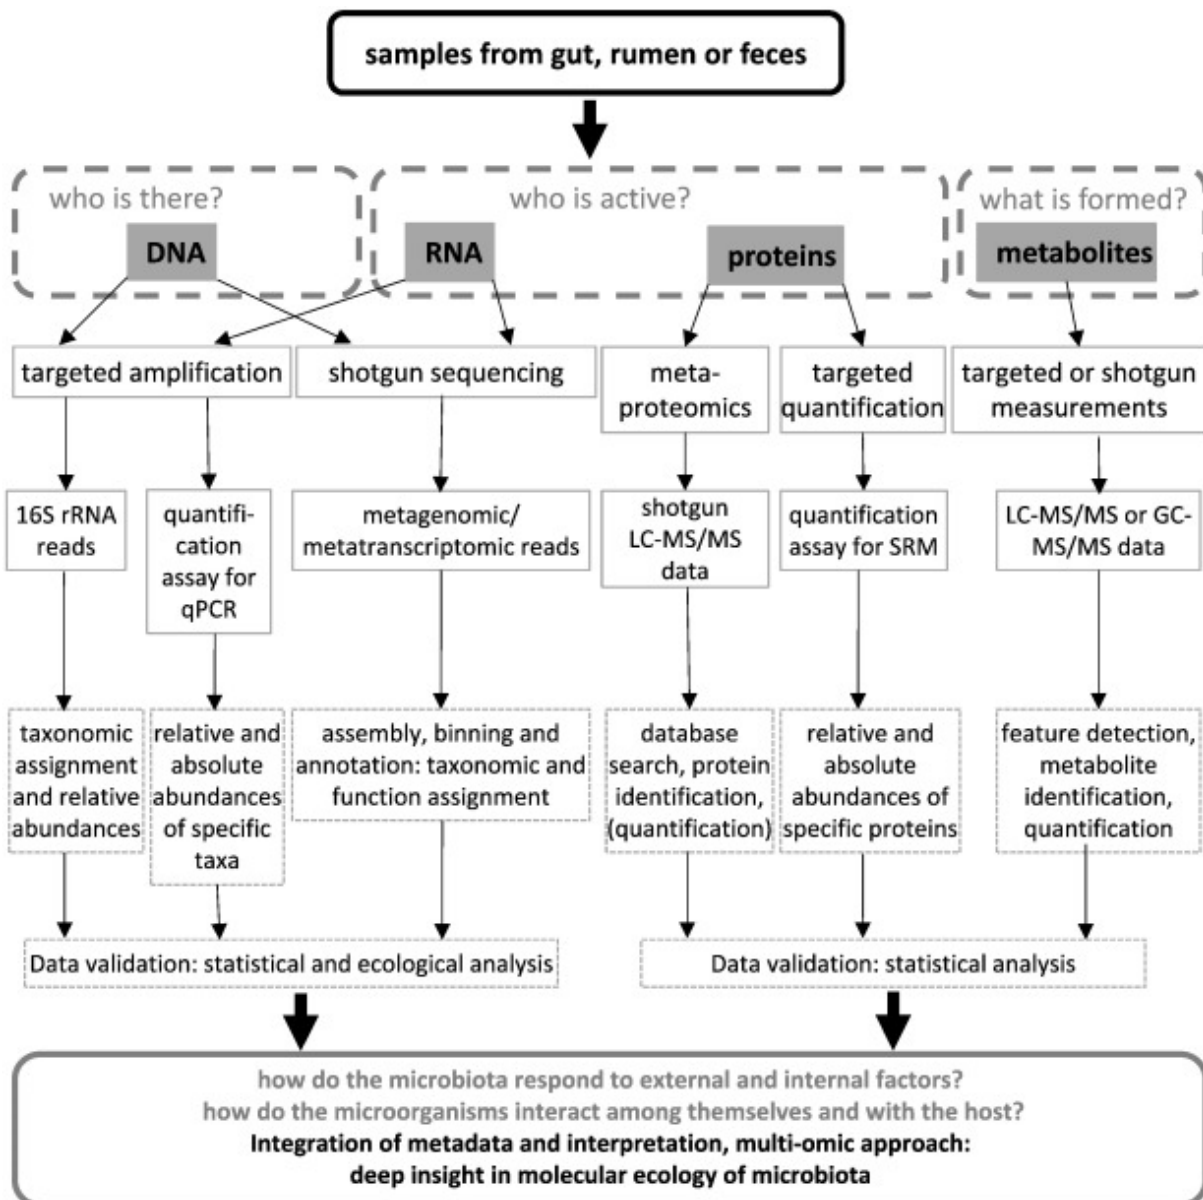 samples from gut, rumen or feces
who is there?
who is active?
what is formed?
DNA
RNA
proteins
metabolites
targeted amplification
shotgun sequencing
meta-
proteomics
targeted
quantification
targeted or shotgun
measurements
16S rRNA
reads
quantifi-
cation
assay for
qPCR
metagenomic/
metatranscriptomic reads
shotgun
LC-MS/MS
data
quantification
assay for SRM
LC-MS/MS or GC-
MS/MS data
taxonomic
assignment
and relative
abundances
relative and
absolute
abundances
of specific
taxa
assembly, binning and
annotation: taxonomic and
function assignment
database
search, protein
identification,
(quantification)
relative and
absolute
abundances of
specific proteins
feature detection,
metabolite
identification,
quantification
Data validation: statistical and ecological analysis
Data validation: statistical analysis
how do the microbiota respond to external and internal factors?
how do the microorganisms interact among themselves and with the host?
Integration of metadata and interpretation, multi-omic approach:
deep insight in molecular ecology of microbiota